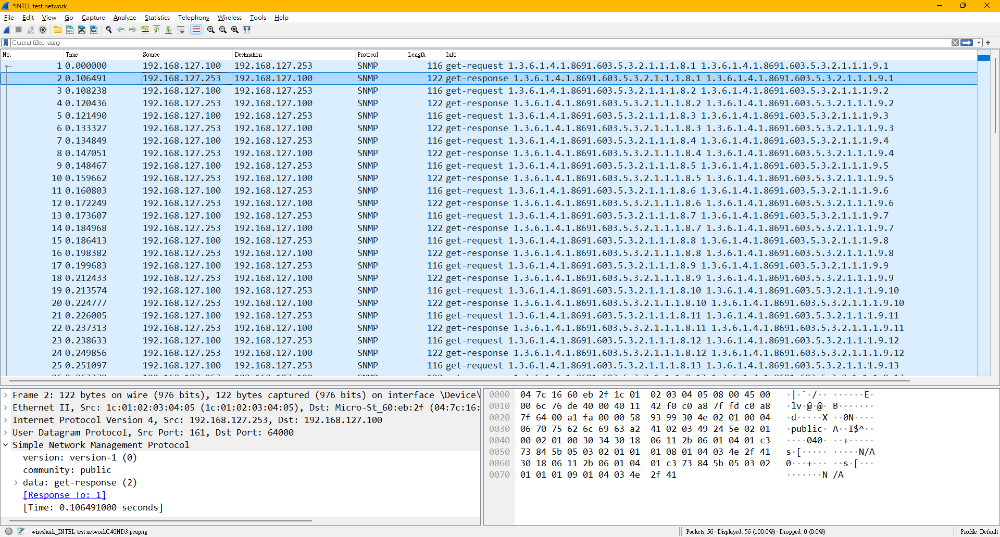 *INTEL test network
File Edit View Go Capture Analyze Statistics Telephony Wireless Tools Help
Current filter: snmp
No. Time Source Destination Protocol Length Info
1 0.000000 192.168.127.100 192.168.127.253 SNMP 116 get-request 1.3.6.1.4.1.8691.603.5.3.2.1.1.1.8.1 1.3.6.1.4.1.8691.603.5.3.2.1.1.1.9.1
2 0.106491 192.168.127.253 192.168.127.100 SNMP 122 get-response 1.3.6.1.4.1.8691.603.5.3.2.1.1.1.8.1 1.3.6.1.4.1.8691.603.5.3.2.1.1.1.9.1
3 0.108238 192.168.127.100 192.168.127.253 SNMP 116 get-request 1.3.6.1.4.1.8691.603.5.3.2.1.1.1.8.2 1.3.6.1.4.1.8691.603.5.3.2.1.1.1.9.2
4 0.120436 192.168.127.253 192.168.127.100 SNMP 122 get-response 1.3.6.1.4.1.8691.603.5.3.2.1.1.1.8.2 1.3.6.1.4.1.8691.603.5.3.2.1.1.1.9.2
5 0.121490 192.168.127.100 192.168.127.253 SNMP 116 get-request 1.3.6.1.4.1.8691.603.5.3.2.1.1.1.8.3 1.3.6.1.4.1.8691.603.5.3.2.1.1.1.9.3
6 0.133327 192.168.127.253 192.168.127.100 SNMP 122 get-response 1.3.6.1.4.1.8691.603.5.3.2.1.1.1.8.3 1.3.6.1.4.1.8691.603.5.3.2.1.1.1.9.3
7 0.134849 192.168.127.100 192.168.127.253 SNMP 116 get-request 1.3.6.1.4.1.8691.603.5.3.2.1.1.1.8.4 1.3.6.1.4.1.8691.603.5.3.2.1.1.1.9.4
8 0.147051 192.168.127.253 192.168.127.100 SNMP 122 get-response 1.3.6.1.4.1.8691.603.5.3.2.1.1.1.8.4 1.3.6.1.4.1.8691.603.5.3.2.1.1.1.9.4
9 0.148467 192.168.127.100 192.168.127.253 SNMP 116 get-request 1.3.6.1.4.1.8691.603.5.3.2.1.1.1.8.5 1.3.6.1.4.1.8691.603.5.3.2.1.1.1.9.5
10 0.159662 192.168.127.253 192.168.127.100 SNMP 122 get-response 1.3.6.1.4.1.8691.603.5.3.2.1.1.1.8.5 1.3.6.1.4.1.8691.603.5.3.2.1.1.1.9.5
11 0.160803 192.168.127.100 192.168.127.253 SNMP 116 get-request 1.3.6.1.4.1.8691.603.5.3.2.1.1.1.8.6 1.3.6.1.4.1.8691.603.5.3.2.1.1.1.9.6
12 0.172249 192.168.127.253 192.168.127.100 SNMP 122 get-response 1.3.6.1.4.1.8691.603.5.3.2.1.1.1.8.6 1.3.6.1.4.1.8691.603.5.3.2.1.1.1.9.6
13 0.173607 192.168.127.100 192.168.127.253 SNMP 116 get-request 1.3.6.1.4.1.8691.603.5.3.2.1.1.1.8.7 1.3.6.1.4.1.8691.603.5.3.2.1.1.1.9.7
14 0.184968 192.168.127.253 192.168.127.100 SNMP 122 get-response 1.3.6.1.4.1.8691.603.5.3.2.1.1.1.8.7 1.3.6.1.4.1.8691.603.5.3.2.1.1.1.9.7
15 0.186413 192.168.127.100 192.168.127.253 SNMP 116 get-request 1.3.6.1.4.1.8691.603.5.3.2.1.1.1.8.8 1.3.6.1.4.1.8691.603.5.3.2.1.1.1.9.8
16 0.198382 192.168.127.253 192.168.127.100 SNMP 122 get-response 1.3.6.1.4.1.8691.603.5.3.2.1.1.1.8.8 1.3.6.1.4.1.8691.603.5.3.2.1.1.1.9.8
17 0.199683 192.168.127.100 192.168.127.253 SNMP 116 get-request 1.3.6.1.4.1.8691.603.5.3.2.1.1.1.8.9 1.3.6.1.4.1.8691.603.5.3.2.1.1.1.9.9
18 0.212433 192.168.127.253 192.168.127.100 SNMP 122 get-response 1.3.6.1.4.1.8691.603.5.3.2.1.1.1.8.9 1.3.6.1.4.1.8691.603.5.3.2.1.1.1.9.9
19 0.213574 192.168.127.100 192.168.127.253 SNMP 116 get-request 1.3.6.1.4.1.8691.603.5.3.2.1.1.1.8.10 1.3.6.1.4.1.8691.603.5.3.2.1.1.1.9.10
20 0.224777 192.168.127.253 192.168.127.100 SNMP 122 get-response 1.3.6.1.4.1.8691.603.5.3.2.1.1.1.8.10 1.3.6.1.4.1.8691.603.5.3.2.1.1.1.9.10
21 0.226005 192.168.127.100 192.168.127.253 SNMP 116 get-request 1.3.6.1.4.1.8691.603.5.3.2.1.1.1.8.11 1.3.6.1.4.1.8691.603.5.3.2.1.1.1.9.11
22 0.237313 192.168.127.253 192.168.127.100 SNMP 122 get-response 1.3.6.1.4.1.8691.603.5.3.2.1.1.1.8.11 1.3.6.1.4.1.8691.603.5.3.2.1.1.1.9.11
23 0.238633 192.168.127.100 192.168.127.253 SNMP 116 get-request 1.3.6.1.4.1.8691.603.5.3.2.1.1.1.8.12 1.3.6.1.4.1.8691.603.5.3.2.1.1.1.9.12
24 0.249856 192.168.127.253 192.168.127.100 SNMP 122 get-response 1.3.6.1.4.1.8691.603.5.3.2.1.1.1.8.12 1.3.6.1.4.1.8691.603.5.3.2.1.1.1.9.12
25 0.251097 192.168.127.100 192.168.127.253 SNMP 116 get-request 1.3.6.1.4.1.8691.603.5.3.2.1.1.1.8.13 1.3.6.1.4.1.8691.603.5.3.2.1.1.1.9.13
Frame 2: 122 bytes on wire (976 bits), 122 bytes captured (976 bits) on interface \Device\
Ethernet II, Src: 1c:01:02:03:04:05 (1c:01:02:03:04:05), Dst: Micro-St_60:eb:2f (04:7c:16:
Internet Protocol Version 4, Src: 192.168.127.253, Dst: 192.168.127.100
User Datagram Protocol, Src Port: 161, Dst Port: 64000
Simple Network Management Protocol
version: version-1 (0)
community: public
data: get-response (2)
[Response To: 1]
[Time: 0.106491000 seconds]
0000 04 7c 16 60 eb 2f 1c 01 02 03 04 05 08 00 45 00 ·|·`·/·· ······E·
0010 00 6c 76 de 40 00 40 11 42 f0 c0 a8 7f fd c0 a8 ·lv·@·@· B·······
0020 7f 64 00 a1 fa 00 00 58 93 99 30 4e 02 01 00 04 ·d·····X ··0N····
0030 06 70 75 62 6c 69 63 a2 41 02 03 49 24 5e 02 01 ·public· A··I$^··
0040 00 02 01 00 30 34 30 18 06 11 2b 06 01 04 01 c3 ····040· ··+·····
0050 73 84 5b 05 03 02 01 01 01 08 01 04 03 4e 2f 41 s·[····· ·····N/A
0060 30 18 06 11 2b 06 01 04 01 c3 73 84 5b 05 03 02 0···+··· ··s·[···
0070 01 01 01 09 01 04 03 4e 2f 41 ·······N /A
wireshark_INTEL test networkC40HD3.pcapng
Packets: 56 · Displayed: 56 (100.0%) · Dropped: 0 (0.0%)
Profile: Default